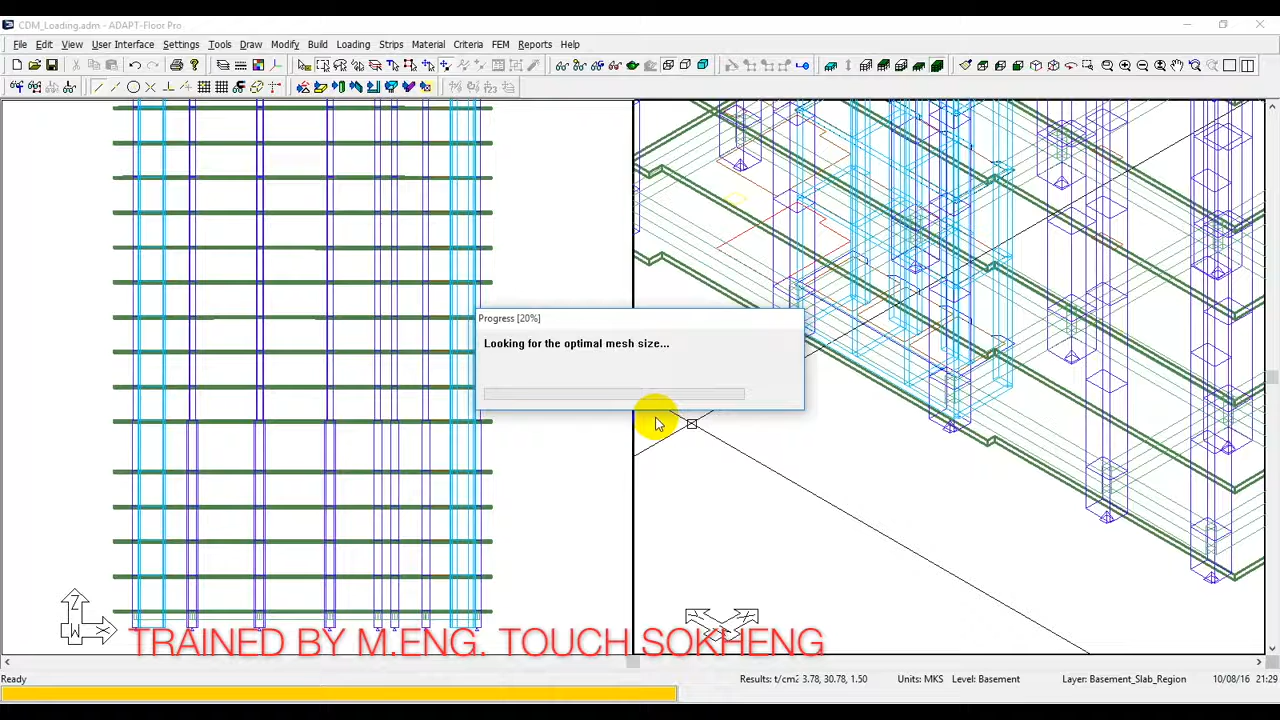 CDM_Loading.adm - ADAPT-Floor Pro
File Edit View User Interface Settings Tools Draw Modify Build Loading Strips Material Criteria FEM Reports Help
Progress [20%]
Looking for the optimal mesh size...
Z
W X
TRAINED BY M.ENG. TOUCH SOKHENG
Ready
Results: t/cm2 3.78, 30.78, 1.50 Units: MKS Level: Basement Layer: Basement_Slab_Region 10/08/16 21:29